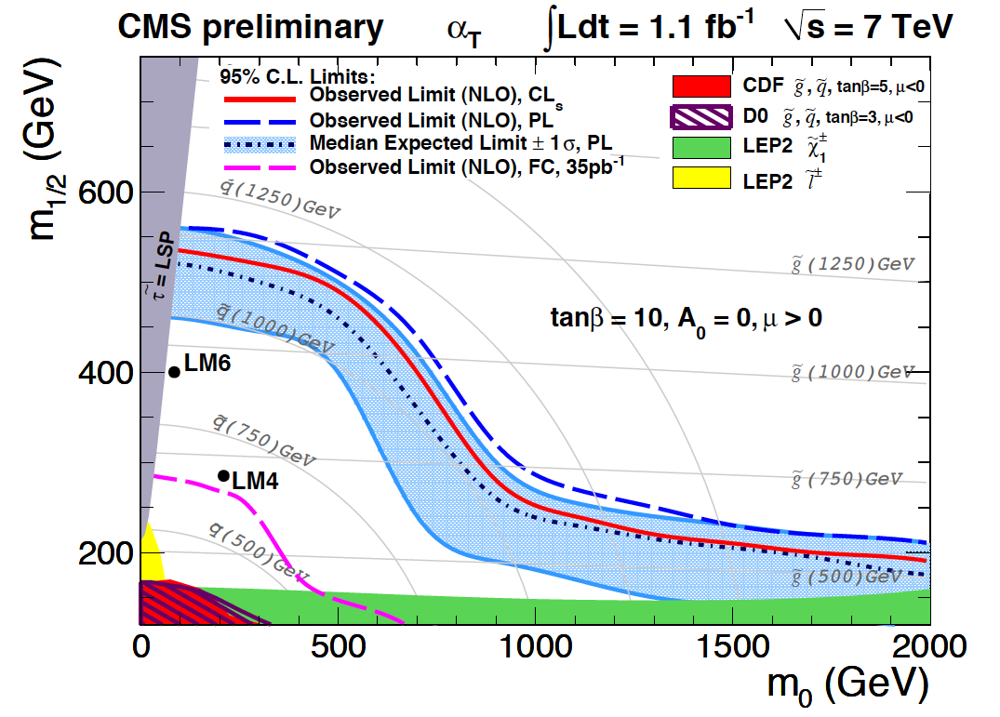 CMS preliminary α_T ∫Ldt = 1.1 fb⁻¹ √s = 7 TeV
m₁/₂ (GeV)
95% C.L. Limits:
Observed Limit (NLO), CL_s
Observed Limit (NLO), PL
Median Expected Limit ± 1σ, PL
Observed Limit (NLO), FC, 35pb⁻¹
CDF g̃, q̃, tanβ=5, μ<0
D0 g̃, q̃, tanβ=3, μ<0
LEP2 χ̃₁±
LEP2 l̃±
600
400
200
q̃(1250)GeV
q̃(1000)GeV
q̃(750)GeV
q̃(500)GeV
g̃(1250)GeV
g̃(1000)GeV
g̃(750)GeV
g̃(500)GeV
τ̃ = LSP
tanβ = 10, A₀ = 0, μ > 0
LM6
LM4
0 500 1000 1500 2000
m₀ (GeV)